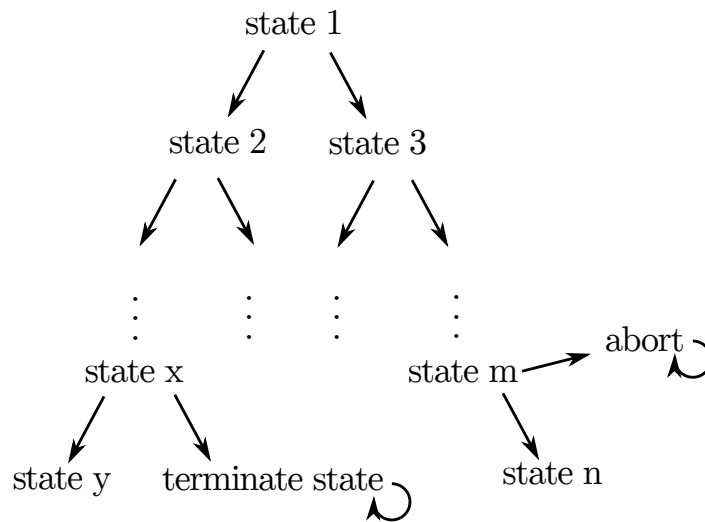 state 1
state 2
state 3
⋮ ⋮ ⋮ ⋮
abort
state x
state m
state y
terminate state
state n